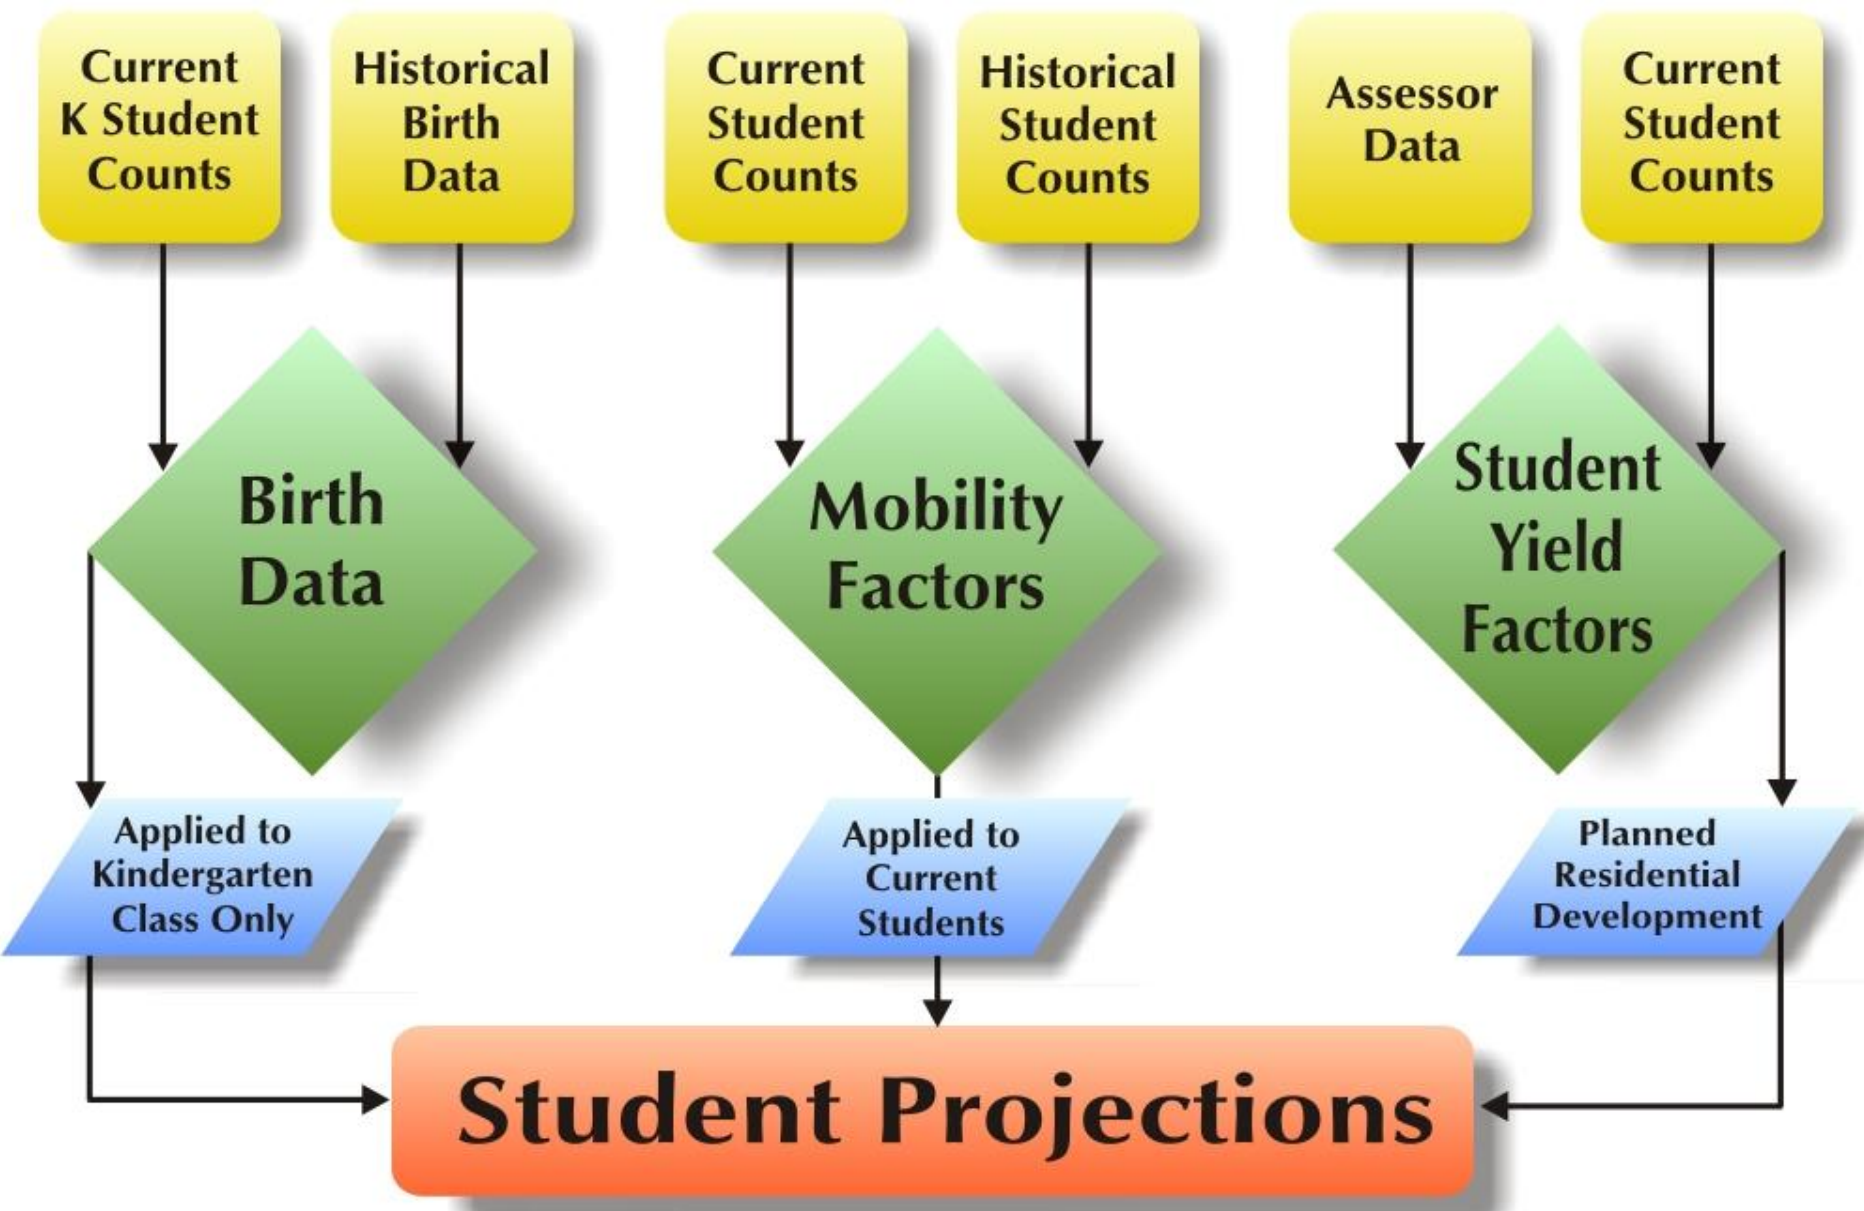 Current
K Student
Counts
Historical
Birth
Data
Current
Student
Counts
Historical
Student
Counts
Assessor
Data
Current
Student
Counts
Birth
Data
Mobility
Factors
Student
Yield
Factors
Applied to
Kindergarten
Class Only
Applied to
Current
Students
Planned
Residential
Development
Student Projections